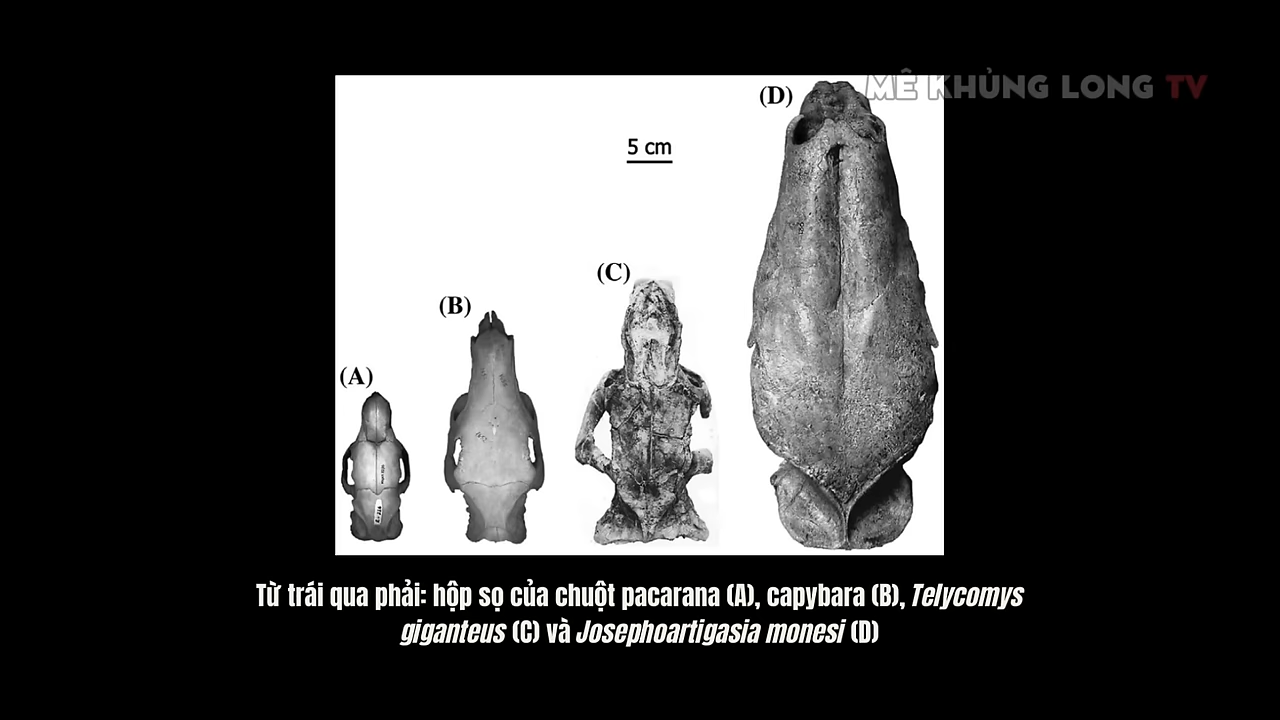 (D)
MÊ KHỦNG LONG TV
5 cm
(C)
(B)
(A)
Từ trái qua phải: hộp sọ của chuột pacarana (A), capybara (B), Telycomys
giganteus (C) và Josephoartigasia monesi (D)